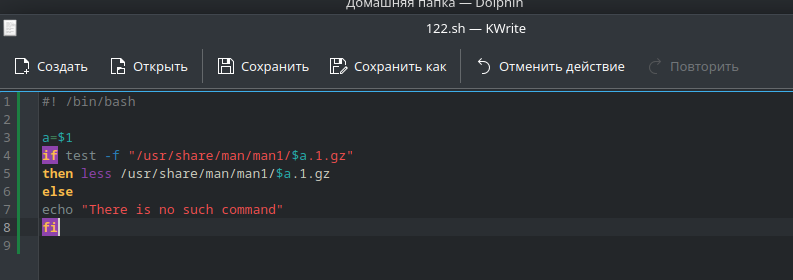 Домашняя папка — Dolphin
122.sh — KWrite
Создать Открыть Сохранить Сохранить как Отменить действие Повторить
1 #! /bin/bash
2
3 a=$1
4 if test -f "/usr/share/man/man1/$a.1.gz"
5 then less /usr/share/man/man1/$a.1.gz
6 else
7 echo "There is no such command"
8 fi
9